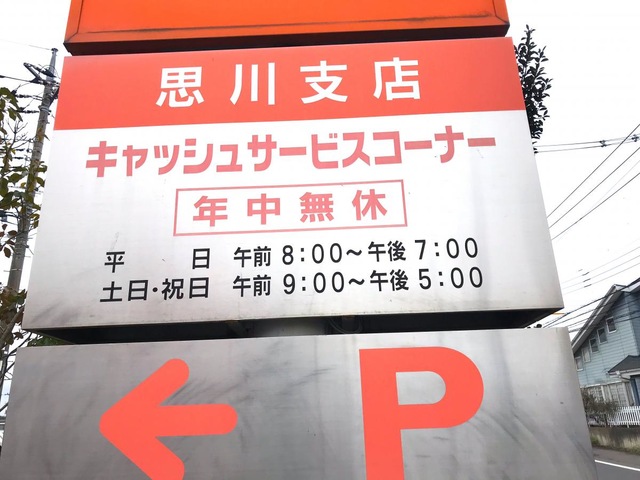 思川支店
キャッシュサービスコーナー
年中無休
平日 午前 8:00～午後 7:00
土日・祝日 午前 9:00～午後 5:00
P